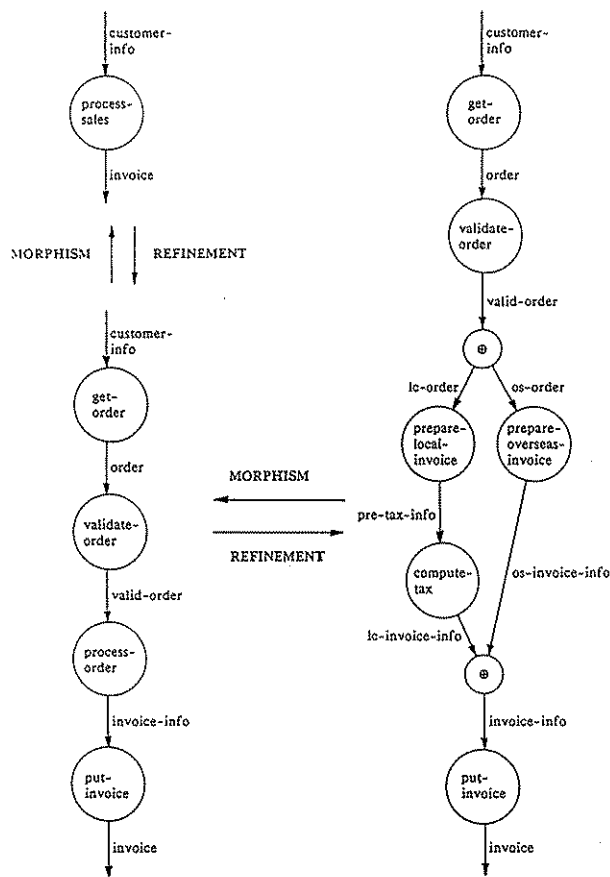 customer-
info
process-
sales
invoice
MORPHISM
REFINEMENT
customer-
info
get-
order
order
validate-
order
valid-order
process-
order
invoice-info
put-
invoice
invoice
MORPHISM
REFINEMENT
customer-
info
get-
order
order
validate-
order
valid-order
⊕
lc-order
os-order
prepare-
local-
invoice
prepare-
overseas-
invoice
pre-tax-info
compute-
tax
os-invoice-info
lc-invoice-info
⊕
invoice-info
put-
invoice
invoice